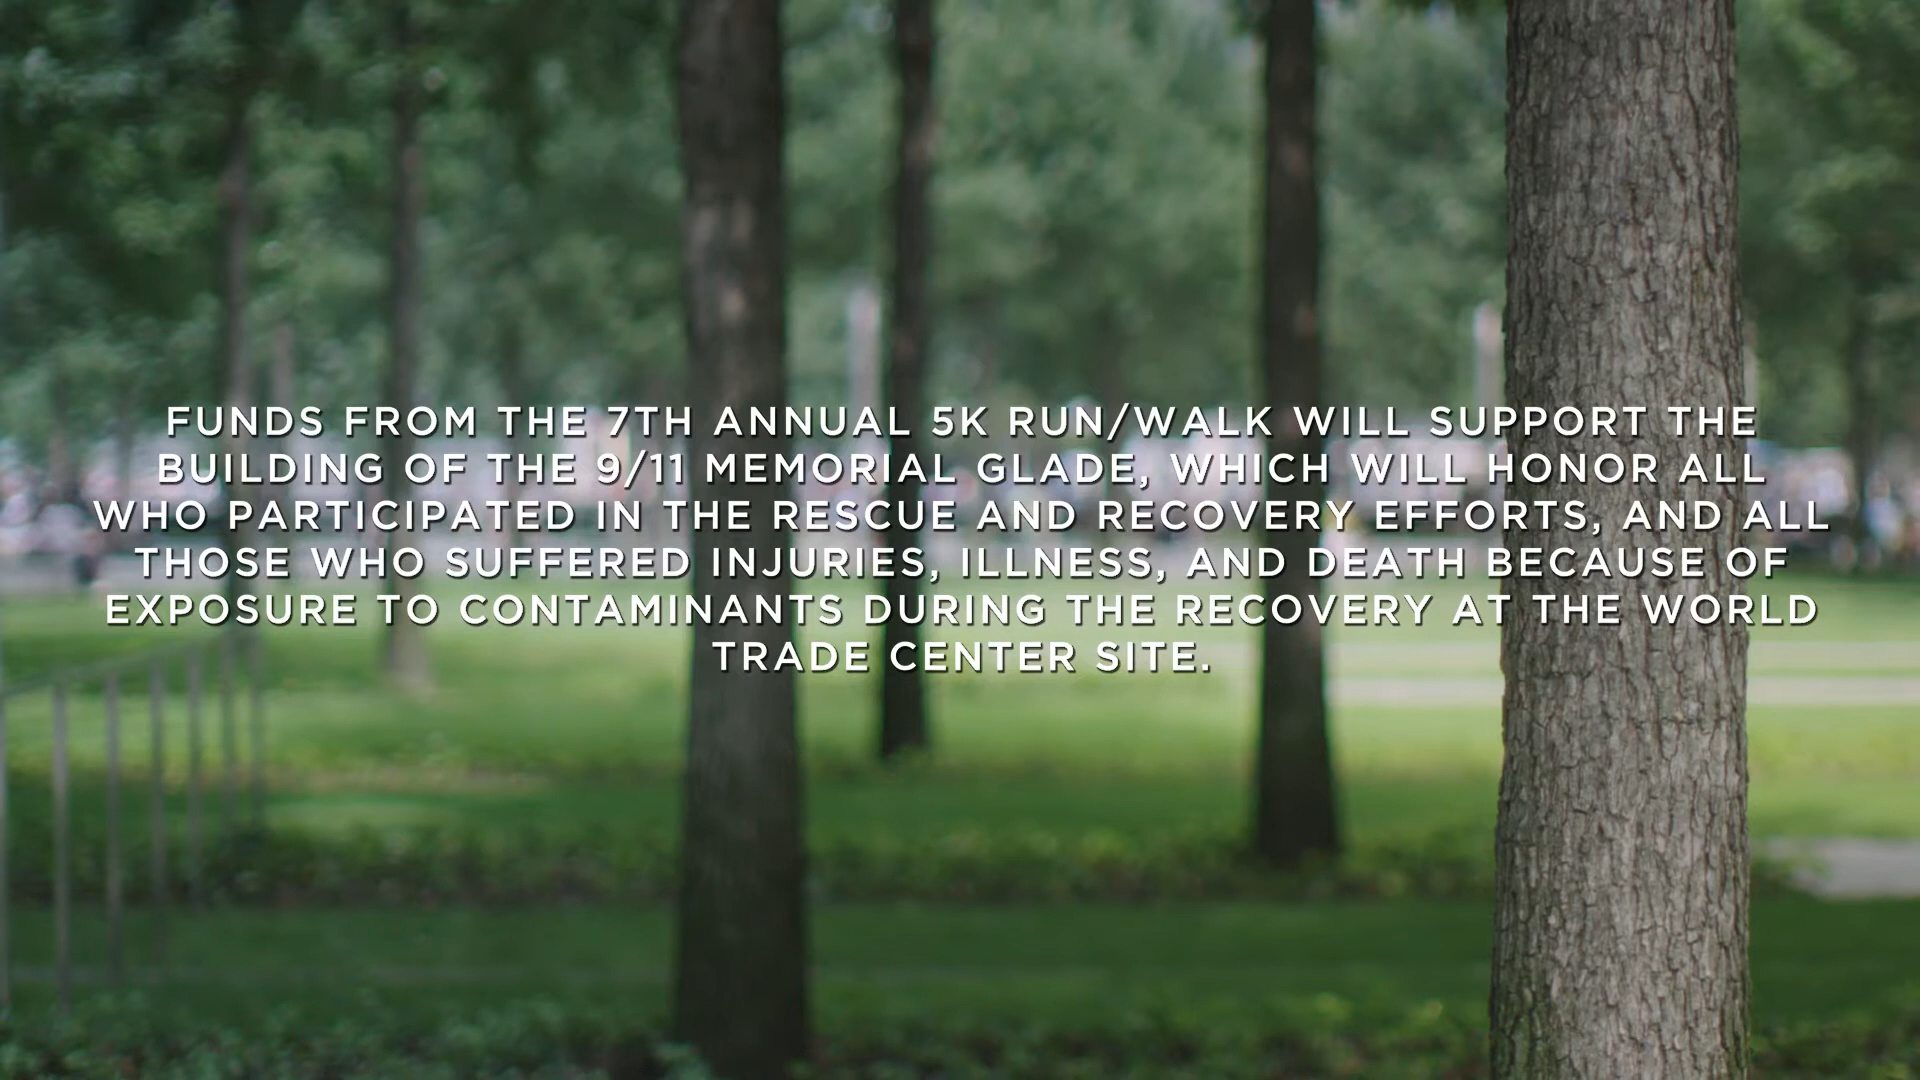 FUNDS FROM THE 7TH ANNUAL 5K RUN/WALK WILL SUPPORT THE
BUILDING OF THE 9/11 MEMORIAL GLADE, WHICH WILL HONOR ALL
WHO PARTICIPATED IN THE RESCUE AND RECOVERY EFFORTS, AND ALL
THOSE WHO SUFFERED INJURIES, ILLNESS, AND DEATH BECAUSE OF
EXPOSURE TO CONTAMINANTS DURING THE RECOVERY AT THE WORLD
TRADE CENTER SITE.